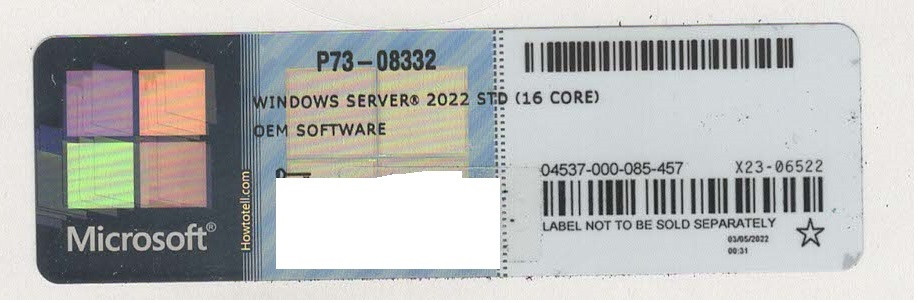 P73-08332
WINDOWS SERVER® 2022 STD (16 CORE)
OEM SOFTWARE
Microsoft®
Howtotell.com
04537-000-085-457 X23-06522
LABEL NOT TO BE SOLD SEPARATELY
03/05/2022
00:31